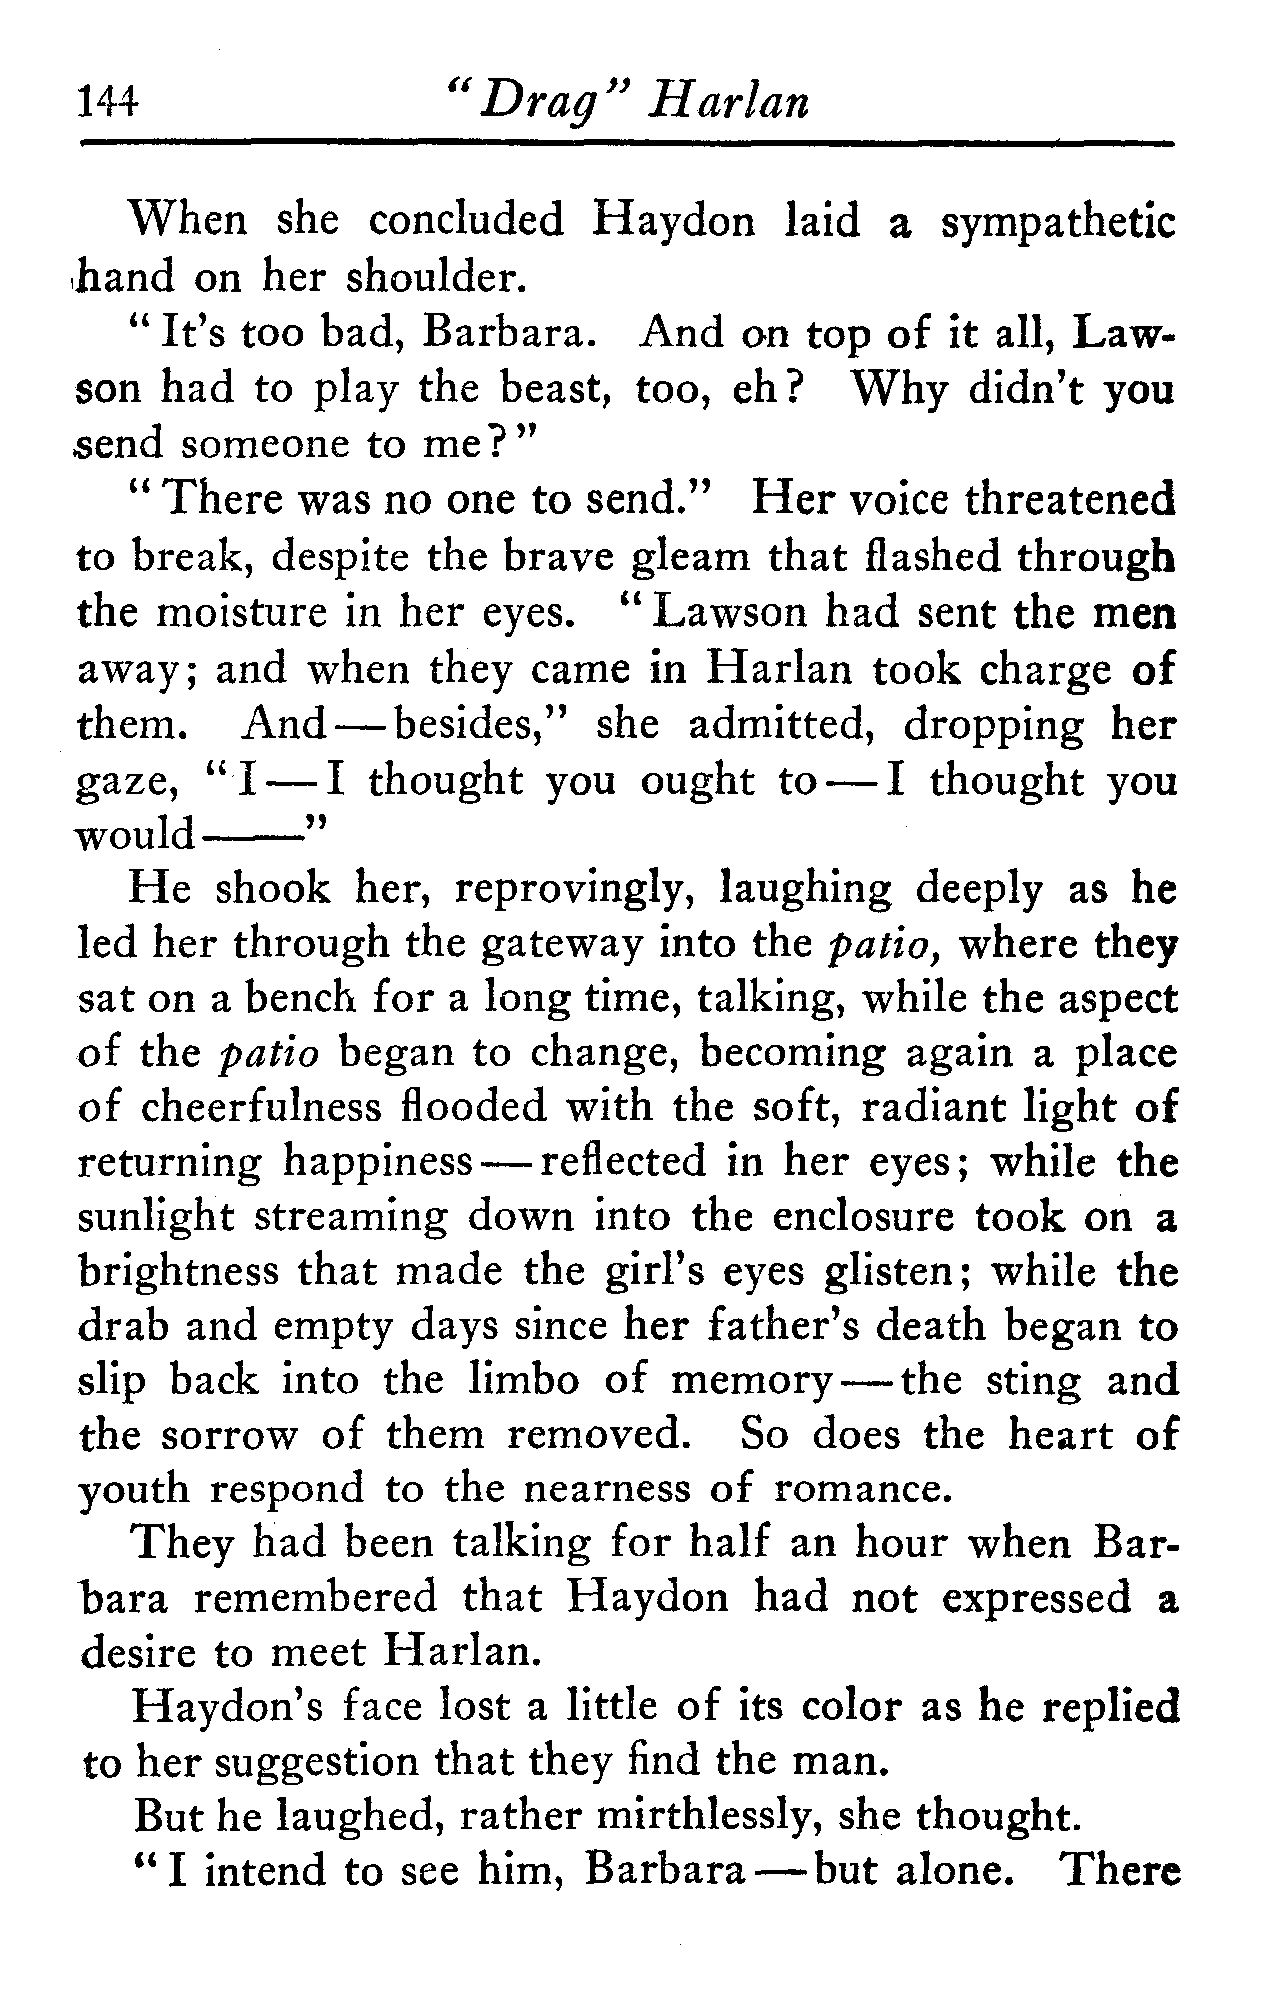 144 "Drag" Harlan
When she concluded Haydon laid a sympathetic
hand on her shoulder.
"It's too bad, Barbara. And on top of it all, Law-
son had to play the beast, too, eh? Why didn't you
send someone to me?"
"There was no one to send." Her voice threatened
to break, despite the brave gleam that flashed through
the moisture in her eyes. "Lawson had sent the men
away; and when they came in Harlan took charge of
them. And—besides," she admitted, dropping her
gaze, "I—I thought you ought to—I thought you
would——"
He shook her, reprovingly, laughing deeply as he
led her through the gateway into the patio, where they
sat on a bench for a long time, talking, while the aspect
of the patio began to change, becoming again a place
of cheerfulness flooded with the soft, radiant light of
returning happiness—reflected in her eyes; while the
sunlight streaming down into the enclosure took on a
brightness that made the girl's eyes glisten; while the
drab and empty days since her father's death began to
slip back into the limbo of memory—the sting and
the sorrow of them removed. So does the heart of
youth respond to the nearness of romance.
They had been talking for half an hour when Bar-
bara remembered that Haydon had not expressed a
desire to meet Harlan.
Haydon's face lost a little of its color as he replied
to her suggestion that they find the man.
But he laughed, rather mirthlessly, she thought.
"I intend to see him, Barbara—but alone. There